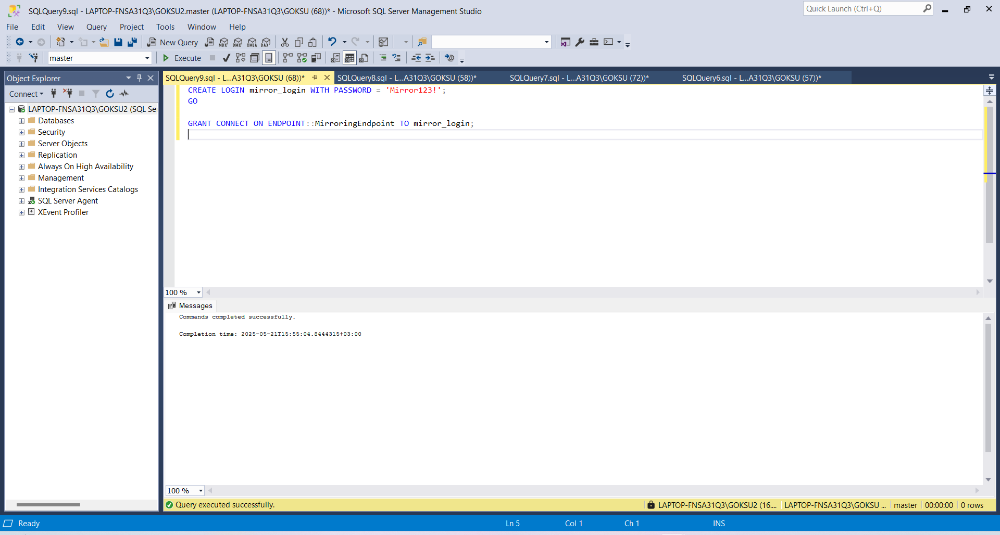 SQLQuery9.sql - LAPTOP-FNSA31Q3\GOKSU2.master (LAPTOP-FNSA31Q3\GOKSU (68))* - Microsoft SQL Server Management Studio
Quick Launch (Ctrl+Q)
File Edit View Query Project Tools Window Help
New Query MDX DMX XMLA DAX
master Execute
Object Explorer
SQLQuery9.sql - L...A31Q3\GOKSU (68))* SQLQuery8.sql - L...A31Q3\GOKSU (58))* SQLQuery7.sql - L...A31Q3\GOKSU (72))* SQLQuery6.sql - L...A31Q3\GOKSU (57))*
Connect
LAPTOP-FNSA31Q3\GOKSU2 (SQL Se
Databases
Security
Server Objects
Replication
Always On High Availability
Management
Integration Services Catalogs
SQL Server Agent
XEvent Profiler
CREATE LOGIN mirror_login WITH PASSWORD = 'Mirror123!';
GO
GRANT CONNECT ON ENDPOINT::MirroringEndpoint TO mirror_login;
100 %
Messages
Commands completed successfully.
Completion time: 2025-05-21T15:55:04.8444315+03:00
100 %
Query executed successfully. LAPTOP-FNSA31Q3\GOKSU2 (16.... LAPTOP-FNSA31Q3\GOKSU ... master 00:00:00 0 rows
Ready Ln 5 Col 1 Ch 1 INS